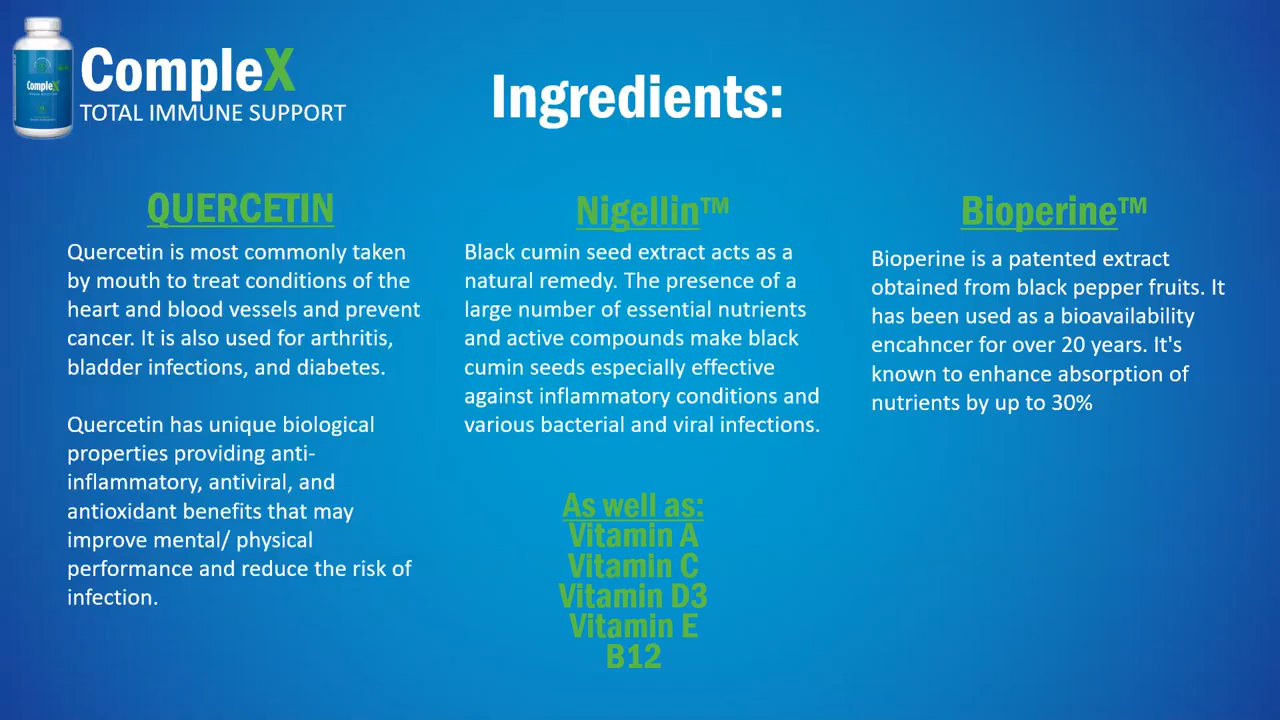 CompleX
TOTAL IMMUNE SUPPORT
CompleX
Ingredients:
QUERCETIN
Quercetin is most commonly taken
by mouth to treat conditions of the
heart and blood vessels and prevent
cancer. It is also used for arthritis,
bladder infections, and diabetes.
Quercetin has unique biological
properties providing anti-
inflammatory, antiviral, and
antioxidant benefits that may
improve mental/ physical
performance and reduce the risk of
infection.
Nigellin™
Black cumin seed extract acts as a
natural remedy. The presence of a
large number of essential nutrients
and active compounds make black
cumin seeds especially effective
against inflammatory conditions and
various bacterial and viral infections.
As well as:
Vitamin A
Vitamin C
Vitamin D3
Vitamin E
B12
Bioperine™
Bioperine is a patented extract
obtained from black pepper fruits. It
has been used as a bioavailability
encahncer for over 20 years. It's
known to enhance absorption of
nutrients by up to 30%